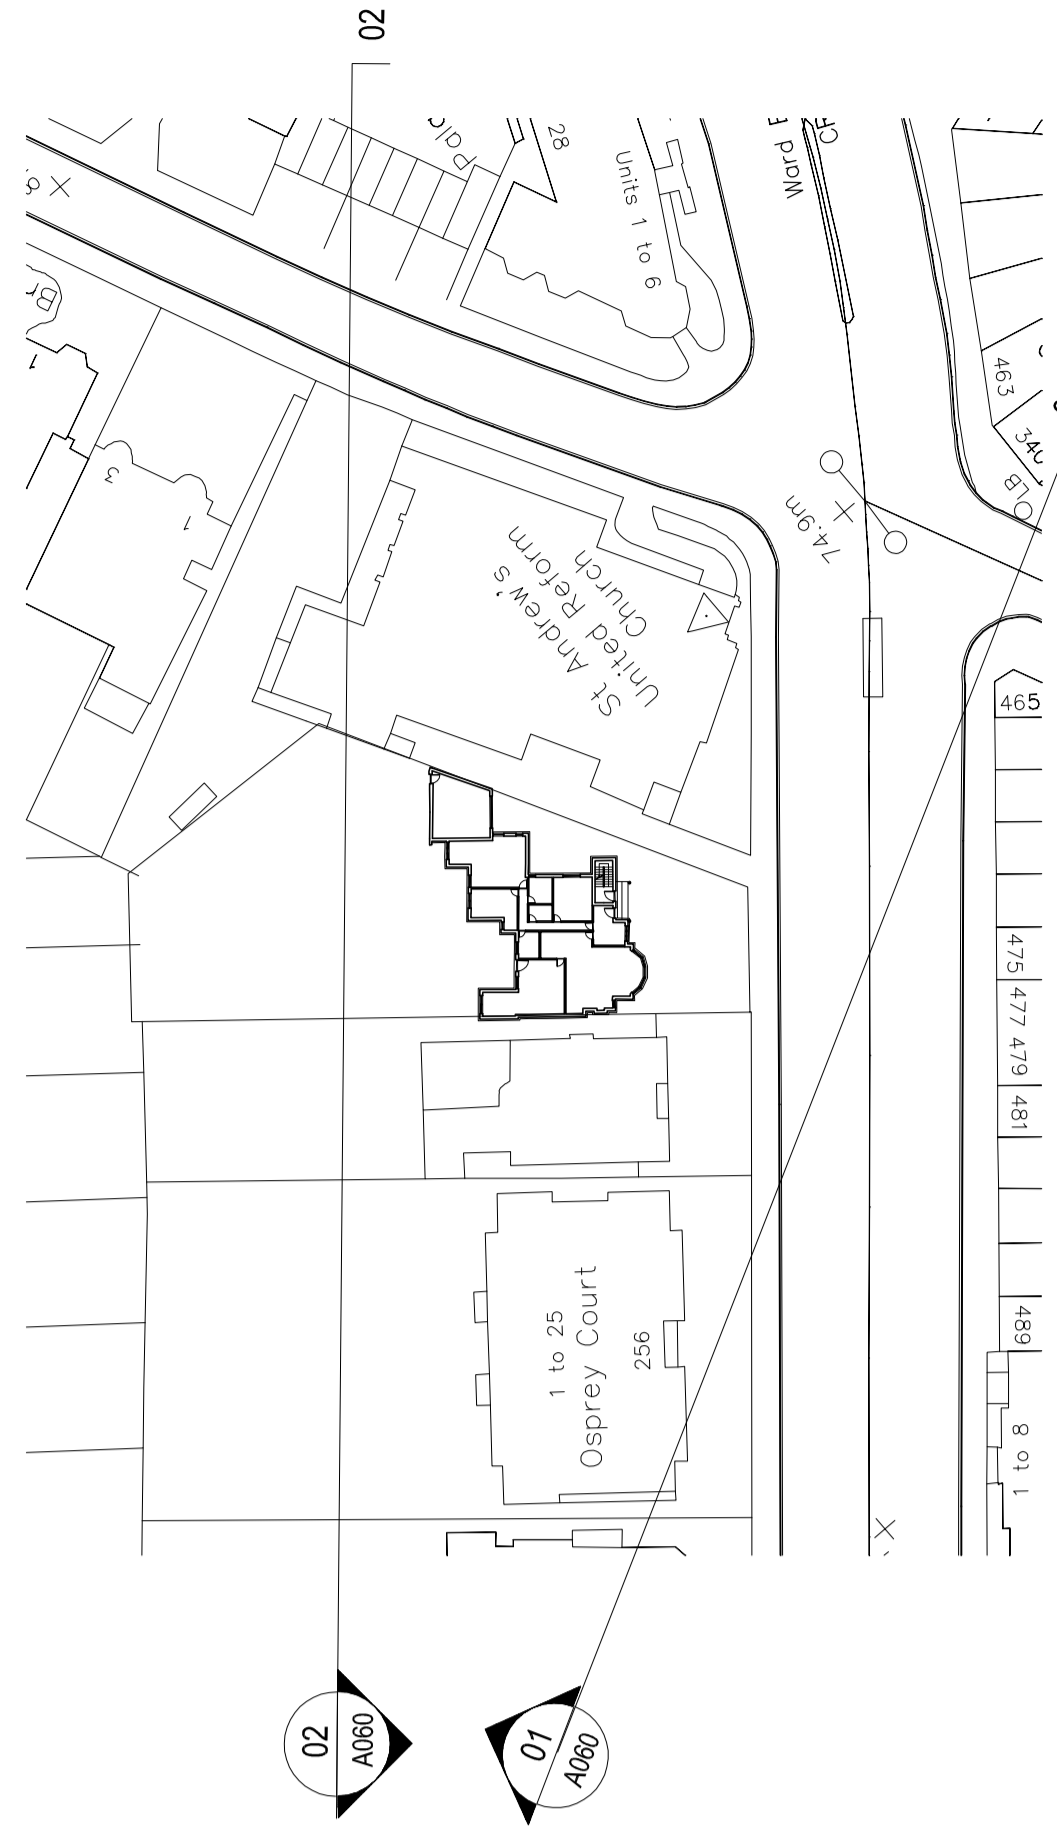 02
28
Units 1 to 6
Ward
463
340
LB
74.9m
3
1
1
St Andrew's
United Reform
Church
465
475
477
479
481
489
1 to 8
1 to 25
Osprey Court
256
02
A060
01
A060